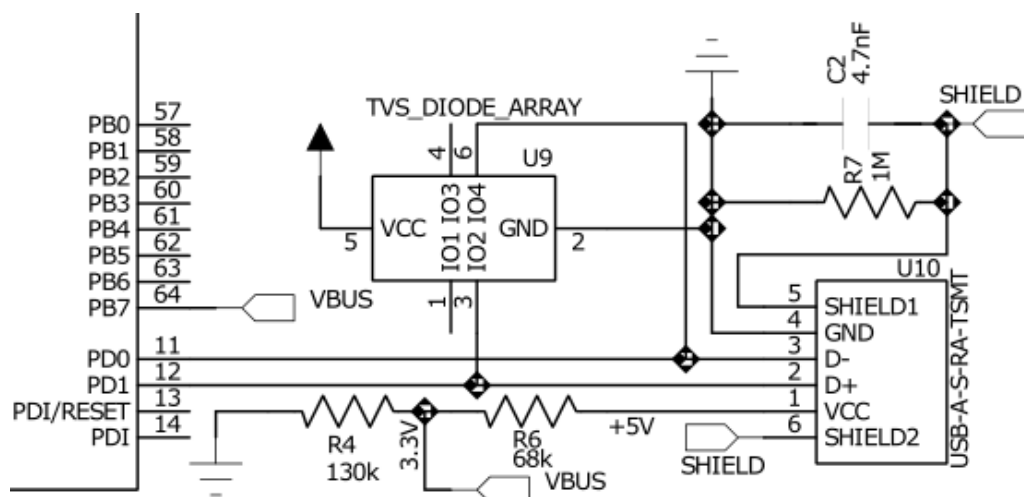 PB0 57
PB1 58
PB2 59
PB3 60
PB4 61
PB5 62
PB6 63
PB7 64
VBUS
PD0 11
PD1 12
PDI/RESET 13
PDI 14
TVS_DIODE_ARRAY
4 6
U9
IO3 IO4
5 VCC
GND 2
IO1 IO2
1 3
R4
130k
3.3V
R6
68k
VBUS
+5V
C2
4.7nF
SHIELD
R7
1M
U10
5 SHIELD1
4 GND
3 D-
2 D+
1 VCC
6 SHIELD2
SHIELD
USB-A-S-RA-TSMT